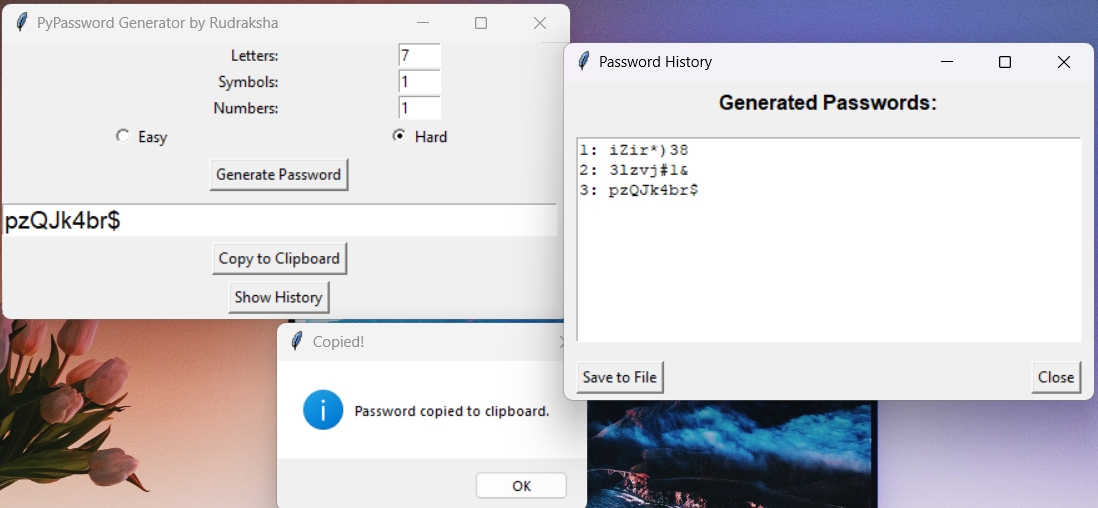 PyPassword Generator by Rudraksha
Letters: 7
Symbols: 1
Numbers: 1
Easy Hard
Generate Password
pzQJk4br$
Copy to Clipboard
Show History
Copied!
Password copied to clipboard.
OK
Password History
Generated Passwords:
1: iZir*)38
2: 3lzvj#1&
3: pzQJk4br$
Save to File Close